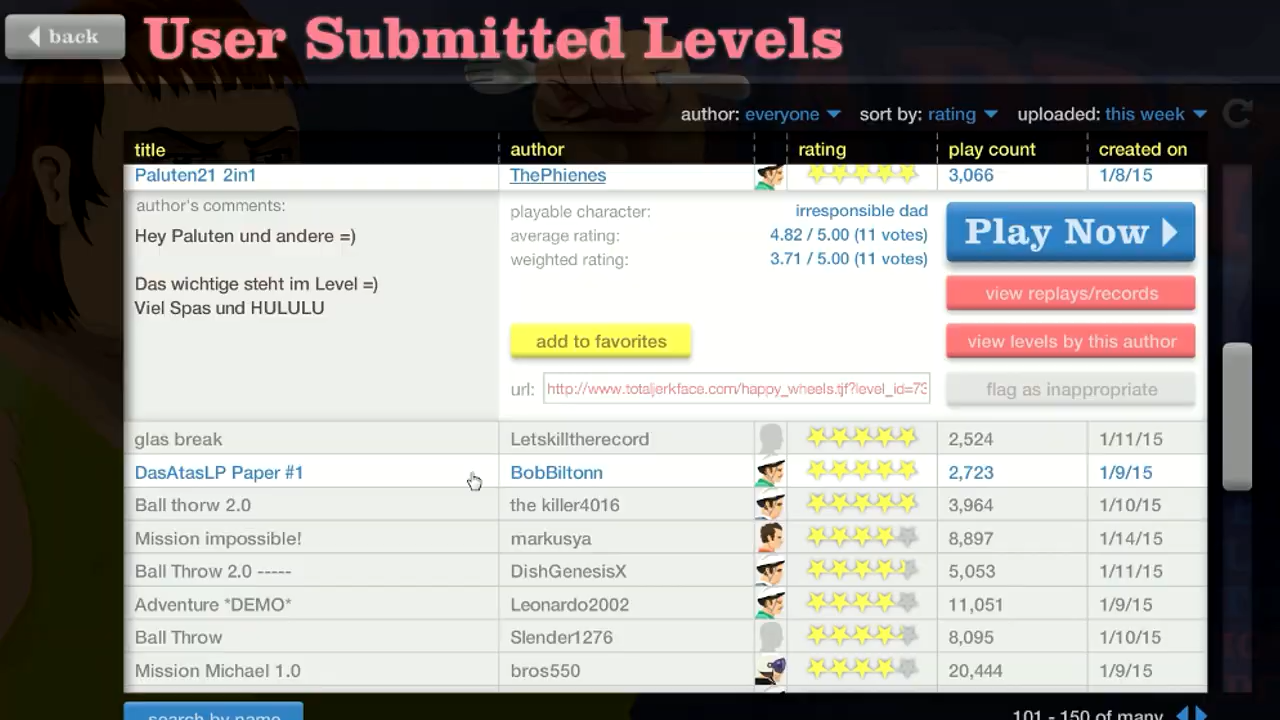 back
User Submitted Levels
author: everyone sort by: rating uploaded: this week
title author rating play count created on
Paluten21 2in1 ThePhienes 3,066 1/8/15
author's comments:
Hey Paluten und andere =)
Das wichtige steht im Level =)
Viel Spas und HULULU
playable character: irresponsible dad
average rating: 4.82 / 5.00 (11 votes)
weighted rating: 3.71 / 5.00 (11 votes)
add to favorites
url: http://www.totaljerkface.com/happy_wheels.tjf?level_id=73
Play Now
view replays/records
view levels by this author
flag as inappropriate
glas break Letskilltherecord 2,524 1/11/15
DasAtasLP Paper #1 BobBiltonn 2,723 1/9/15
Ball thorw 2.0 the killer4016 3,964 1/10/15
Mission impossible! markusya 8,897 1/14/15
Ball Throw 2.0 ----- DishGenesisX 5,053 1/11/15
Adventure *DEMO* Leonardo2002 11,051 1/9/15
Ball Throw Slender1276 8,095 1/10/15
Mission Michael 1.0 bros550 20,444 1/9/15
search by name 101 - 150 of many